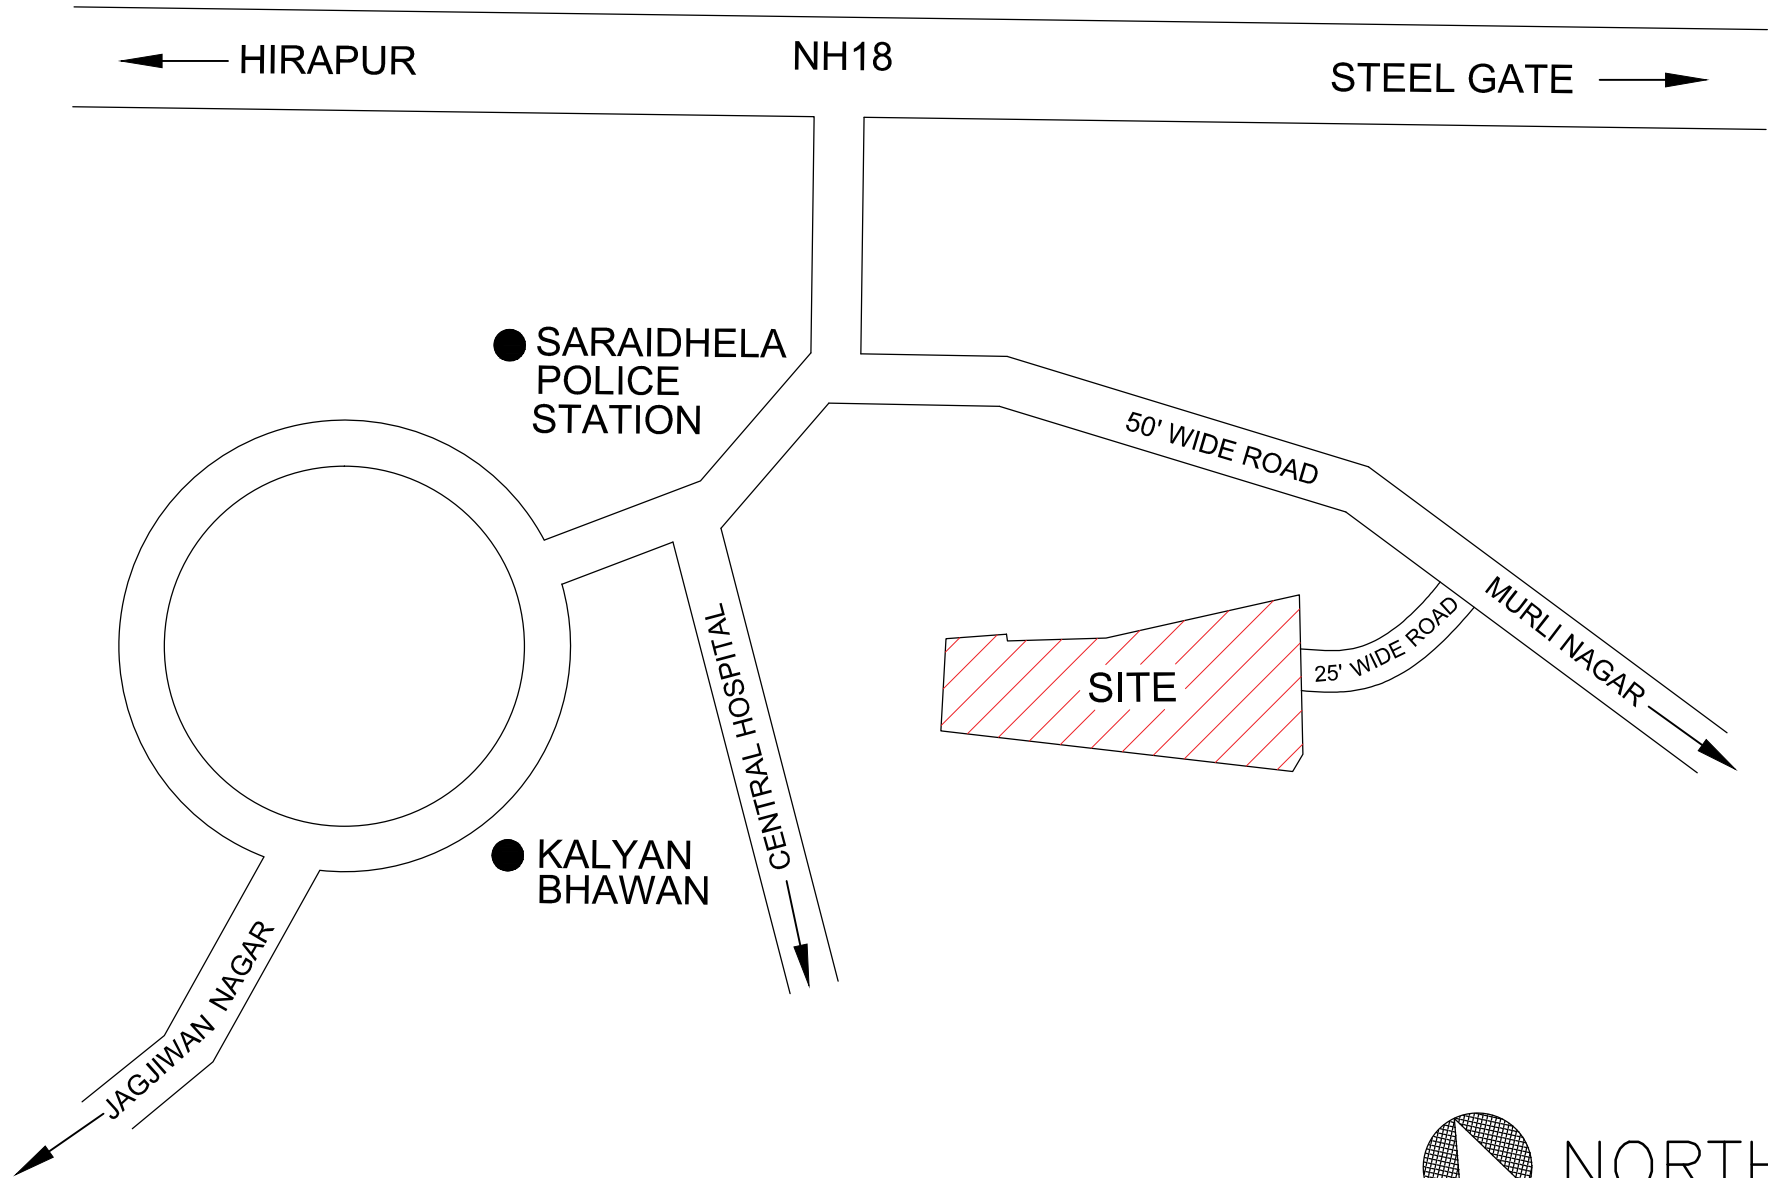 HIRAPUR
NH18
STEEL GATE
SARAIDHELA
POLICE
STATION
50' WIDE ROAD
MURLI NAGAR
25' WIDE ROAD
SITE
CENTRAL HOSPITAL
KALYAN
BHAWAN
JAGJIWAN NAGAR
NORTH